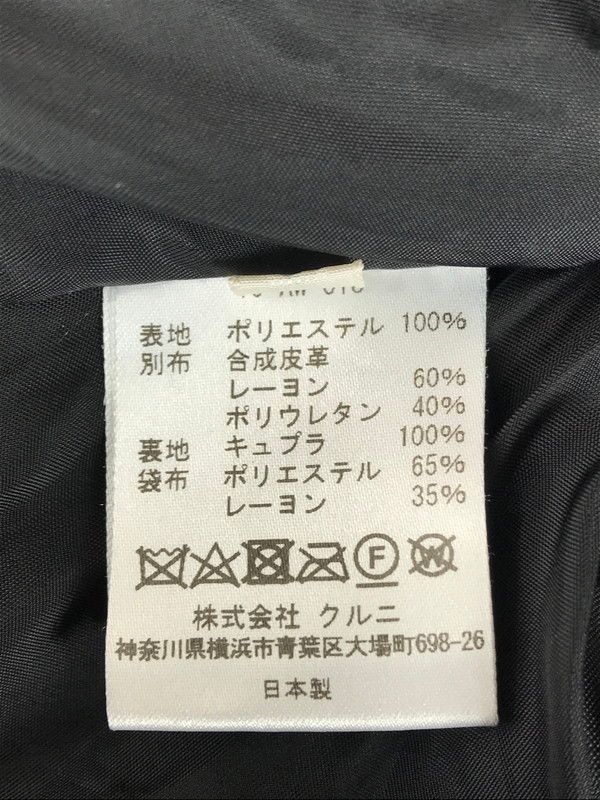 表地 ポリエステル 100%
別布 合成皮革
レーヨン 60%
ポリウレタン 40%
裏地 キュプラ 100%
袋布 ポリエステル 65%
レーヨン 35%
F W
株式会社 クルニ
神奈川県横浜市青葉区大場町698-26
日本製